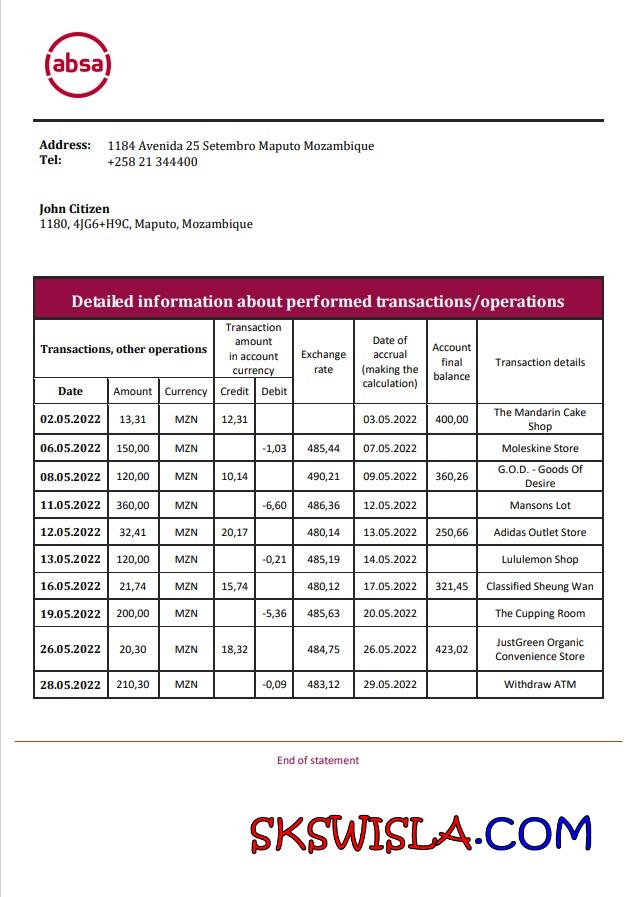 absa
Address: 1184 Avenida 25 Setembro Maputo Mozambique
Tel: +258 21 344400
John Citizen
1180, 4JG6+H9C, Maputo, Mozambique
Detailed information about performed transactions/operations
Transactions, other operations
Transaction
amount
in account
currency
Exchange
rate
Date of
accrual
(making the
calculation)
Account
final
balance
Transaction details
Date Amount Currency Credit Debit
02.05.2022 13,31 MZN 12,31 03.05.2022 400,00 The Mandarin Cake
Shop
06.05.2022 150,00 MZN -1,03 485,44 07.05.2022 Moleskine Store
08.05.2022 120,00 MZN 10,14 490,21 09.05.2022 360,26 G.O.D. - Goods Of
Desire
11.05.2022 360,00 MZN -6,60 486,36 12.05.2022 Mansons Lot
12.05.2022 32,41 MZN 20,17 480,14 13.05.2022 250,66 Adidas Outlet Store
13.05.2022 120,00 MZN -0,21 485,19 14.05.2022 Lululemon Shop
16.05.2022 21,74 MZN 15,74 480,12 17.05.2022 321,45 Classified Sheung Wan
19.05.2022 200,00 MZN -5,36 485,63 20.05.2022 The Cupping Room
26.05.2022 20,30 MZN 18,32 484,75 26.05.2022 423,02 JustGreen Organic
Convenience Store
28.05.2022 210,30 MZN -0,09 483,12 29.05.2022 Withdraw ATM
End of statement
SKSWISLA.COM